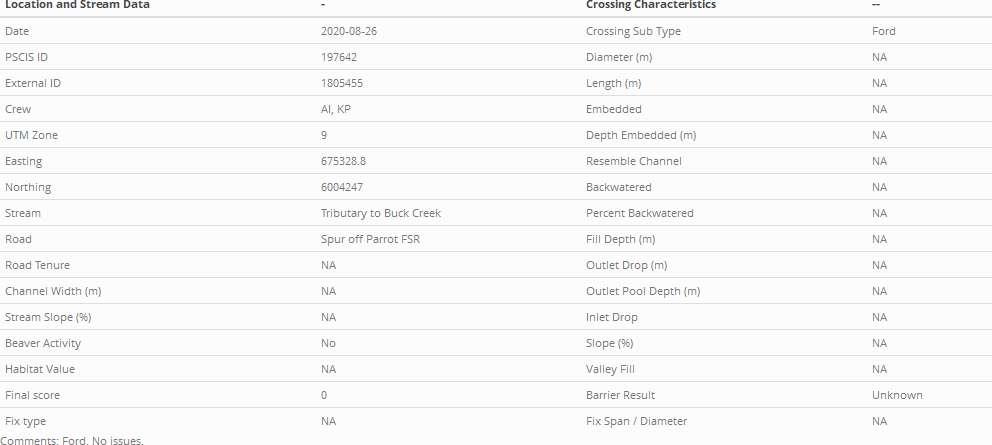 Location and Stream Data - Crossing Characteristics --
Date 2020-08-26 Crossing Sub Type Ford
PSCIS ID 197642 Diameter (m) NA
External ID 1805455 Length (m) NA
Crew AI, KP Embedded NA
UTM Zone 9 Depth Embedded (m) NA
Easting 675328.8 Resemble Channel NA
Northing 6004247 Backwatered NA
Stream Tributary to Buck Creek Percent Backwatered NA
Road Spur off Parrot FSR Fill Depth (m) NA
Road Tenure NA Outlet Drop (m) NA
Channel Width (m) NA Outlet Pool Depth (m) NA
Stream Slope (%) NA Inlet Drop NA
Beaver Activity No Slope (%) NA
Habitat Value NA Valley Fill NA
Final score 0 Barrier Result Unknown
Fix type NA Fix Span / Diameter NA
Comments: Ford. No issues.